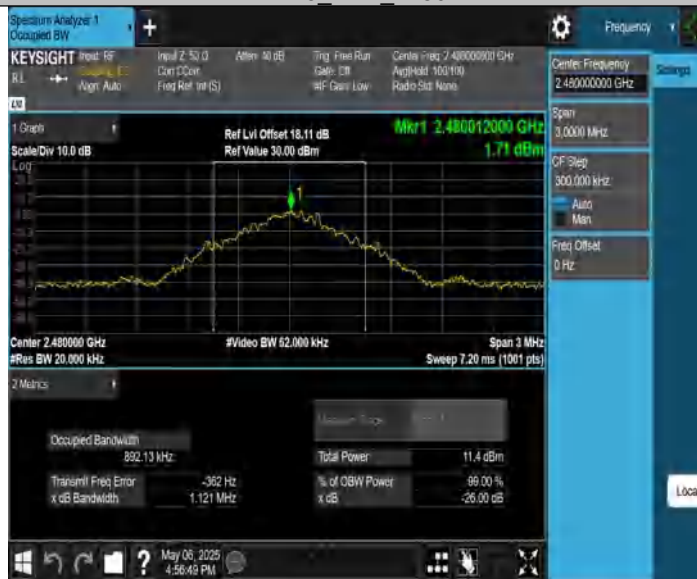 Spectrum Analyzer 1
Occupied BW
Frequency
KEYSIGHT Input: RF
R L
Align: Auto
Input Z: 50 Ω
Corr CCorr
Freq Ref: Int (S)
Atten: 40 dB
Trig: Free Run
Gate: Off
#IF Gain: Low
Center Freq: 2.480000000 GHz
Avg|Hold: 100/100
Radio Std: None
Center Frequency
2.480000000 GHz
Settings
Span
3.0000 MHz
CF Step
300.000 kHz
Auto
Man
Freq Offset
0 Hz
1 Graph
Scale/Div 10.0 dB
Log
Ref Lvl Offset 18.11 dB
Ref Value 30.00 dBm
Mkr1 2.480012000 GHz
1.71 dBm
1
Center 2.480000 GHz
#Res BW 20.000 kHz
#Video BW 62.000 kHz
Span 3 MHz
Sweep 7.20 ms (1001 pts)
2 Metrics
Occupied Bandwidth
892.13 kHz
Transmit Freq Error -362 Hz
x dB Bandwidth 1.121 MHz
Total Power 11.4 dBm
% of OBW Power 99.00 %
x dB -26.00 dB
Loca
?
May 06, 2025
4:56:49 PM